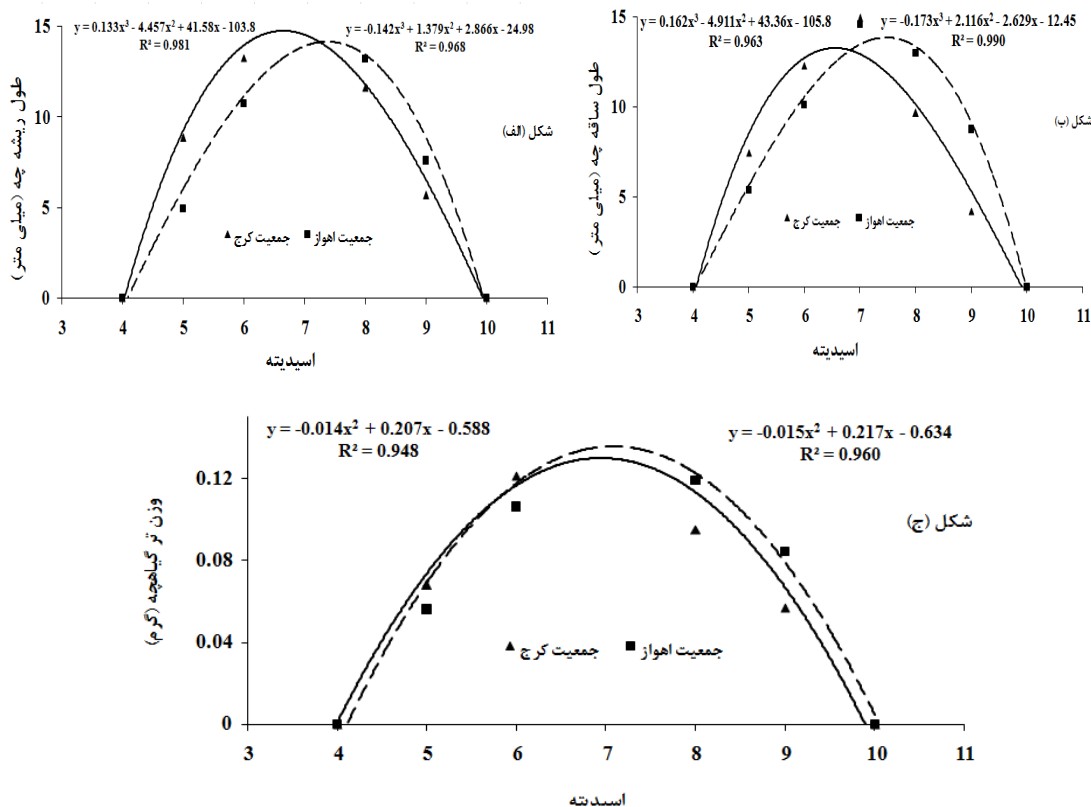 y = 0.133x³ - 4.457x² + 41.58x - 103.8
R² = 0.981
y = -0.142x³ + 1.379x² + 2.866x - 24.98
R² = 0.968
15
10
5
0
طول ریشه چه (میلی متر)
شکل (الف)
جمعیت کرج
جمعیت اهواز
3 4 5 6 7 8 9 10 11
اسیدیته
y = 0.162x³ - 4.911x² + 43.36x - 105.8
R² = 0.963
y = -0.173x³ + 2.116x² - 2.629x - 12.45
R² = 0.990
15
10
5
0
طول ساقه چه (میلی متر)
شکل (ب)
جمعیت کرج
جمعیت اهواز
3 4 5 6 7 8 9 10 11
اسیدیته
y = -0.014x² + 0.207x - 0.588
R² = 0.948
y = -0.015x² + 0.217x - 0.634
R² = 0.960
0.12
0.08
0.04
0
وزن تر گیاهچه (گرم)
شکل (ج)
جمعیت کرج
جمعیت اهواز
3 4 5 6 7 8 9 10 11
اسیدیته